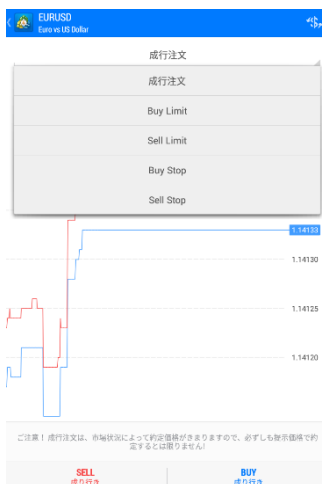 EURUSD
Euro vs US Dollar
成行注文
成行注文
Buy Limit
Sell Limit
Buy Stop
Sell Stop
1.14133
1.14130
1.14125
1.14120
ご注意！成行注文は、市場状況によって約定価格がきまりますので、必ずしも提示価格で約
定するとは限りません!
SELL
成り行き
BUY
成り行き